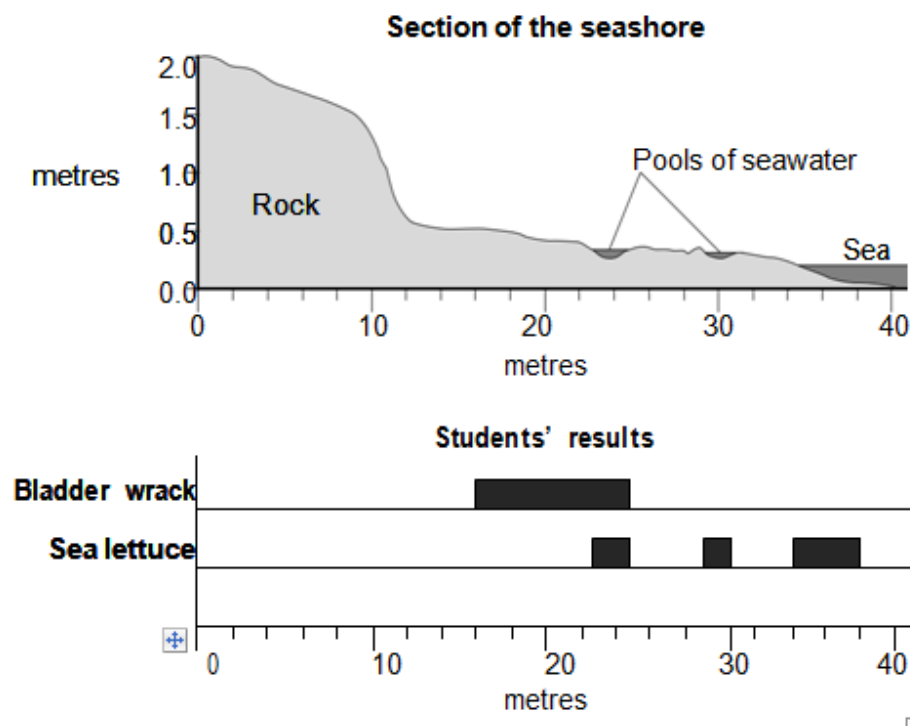 Section of the seashore
2.0
1.5
metres
1.0
Pools of seawater
Rock
0.5
Sea
0.0
0 10 20 30 40
metres
Students' results
Bladder wrack
Sea lettuce
0 10 20 30 40
metres